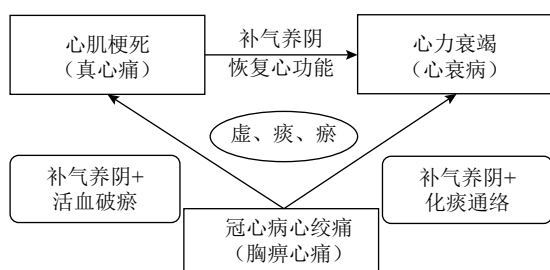 心肌梗死
（真心痛）
补气养阴
恢复心功能
心力衰竭
（心衰病）
虚、痰、瘀
补气养阴+
活血破瘀
补气养阴+
化痰通络
冠心病心绞痛
（胸痹心痛）